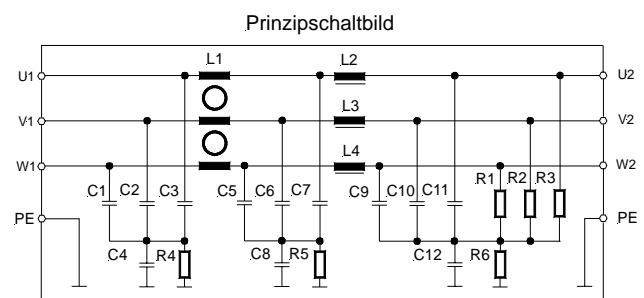 Prinzipschaltbild
L1 L2
U1 U2
L3
V1 V2
L4
W1 W2
C1 C2 C3 C5 C6 C7 C9 C10 C11 R1 R2 R3
PE PE
C4 R4 C8 R5 C12 R6